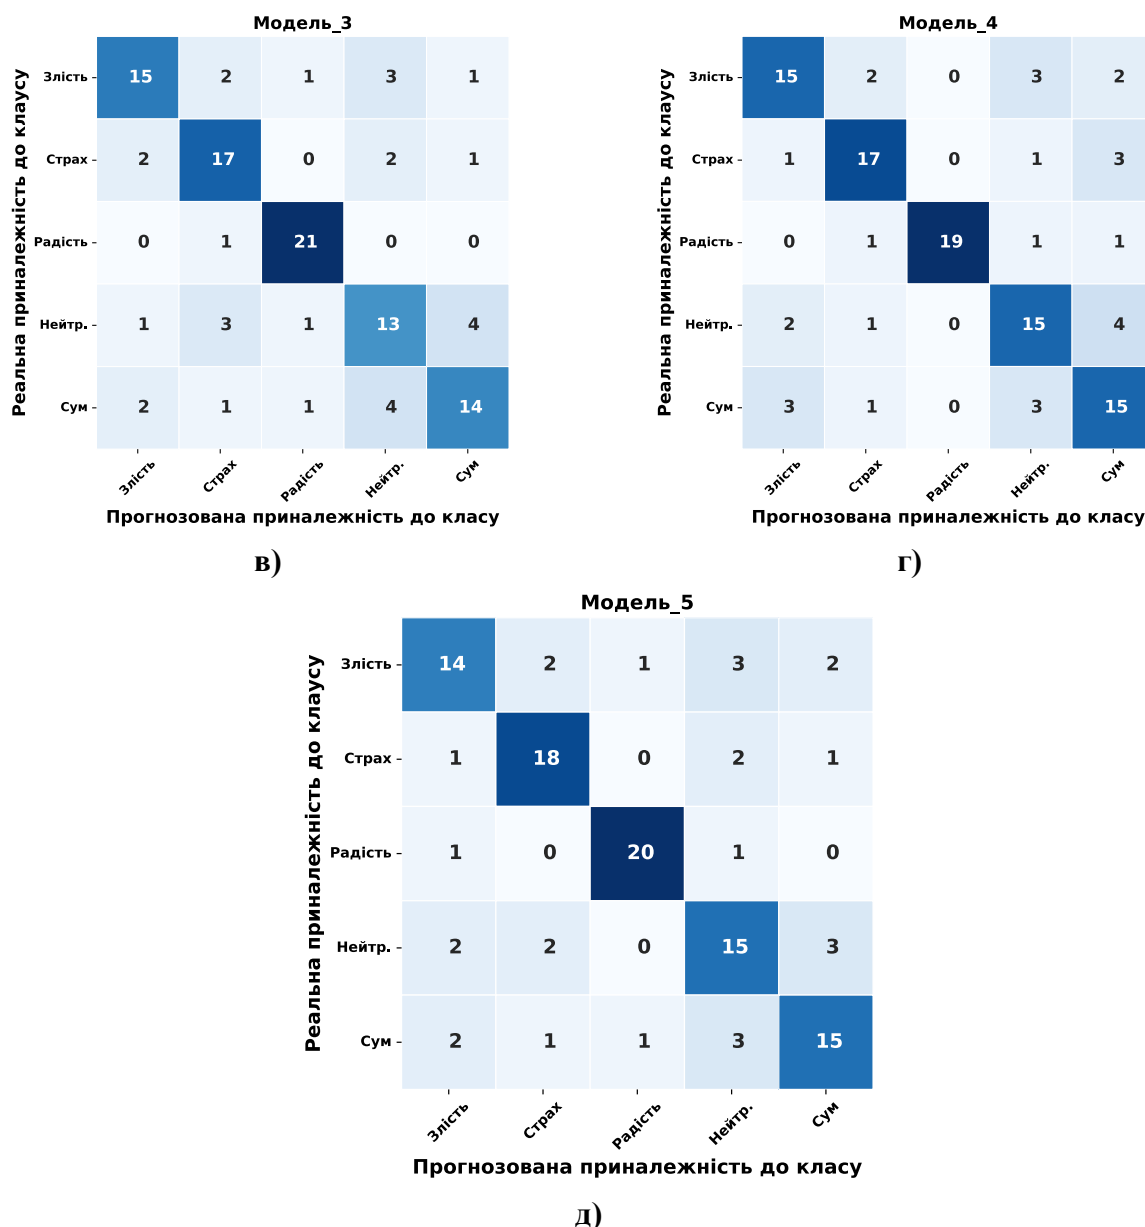 Модель_3
Реальна приналежність до клаусу
Злість 15 2 1 3 1
Страх 2 17 0 2 1
Радість 0 1 21 0 0
Нейтр. 1 3 1 13 4
Сум 2 1 1 4 14
Злість Страх Радість Нейтр. Сум
Прогнозована приналежність до класу
в)
Модель_4
Реальна приналежність до клаусу
Злість 15 2 0 3 2
Страх 1 17 0 1 3
Радість 0 1 19 1 1
Нейтр. 2 1 0 15 4
Сум 3 1 0 3 15
Злість Страх Радість Нейтр. Сум
Прогнозована приналежність до класу
г)
Модель_5
Реальна приналежність до клаусу
Злість 14 2 1 3 2
Страх 1 18 0 2 1
Радість 1 0 20 1 0
Нейтр. 2 2 0 15 3
Сум 2 1 1 3 15
Злість Страх Радість Нейтр. Сум
Прогнозована приналежність до класу
д)